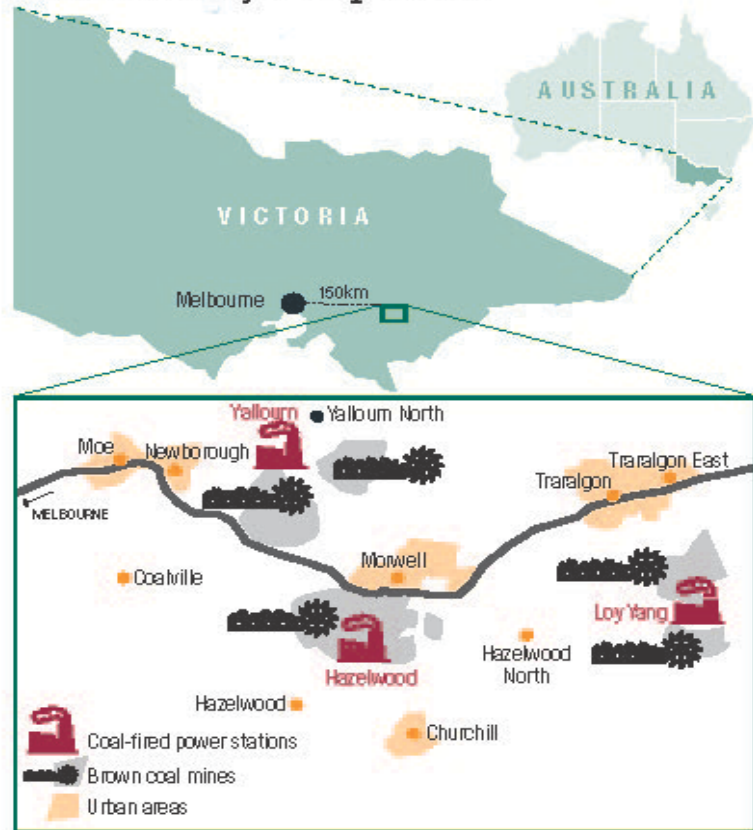 AUSTRALIA
VICTORIA
Melbourne
150km
Yallourn
Yallourn North
Moe
Newborough
Traralgon East
Traralgon
MELBOURNE
Coalville
Morwell
Loy Yang
Hazelwood
North
Hazelwood
Hazelwood
Churchill
Coal-fired power stations
Brown coal mines
Urban areas